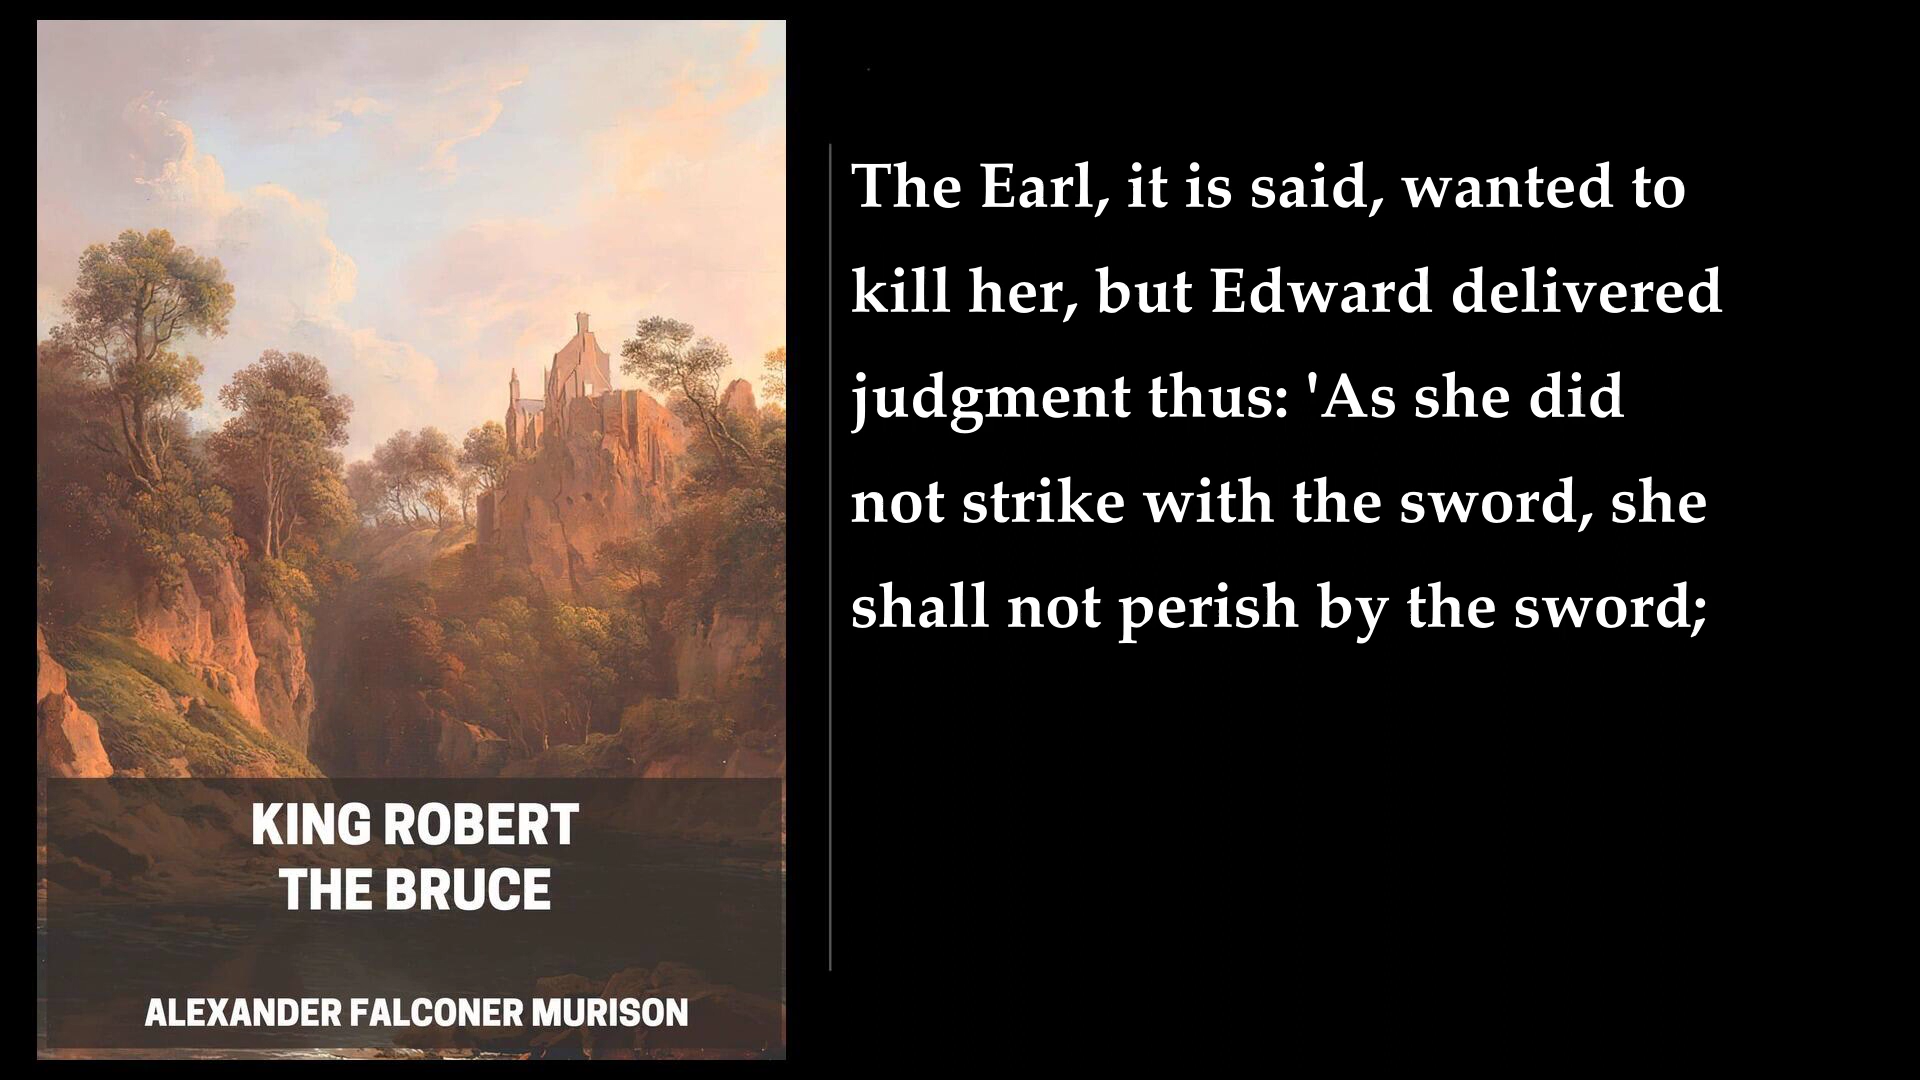 The Earl, it is said, wanted to
kill her, but Edward delivered
judgment thus: 'As she did
not strike with the sword, she
shall not perish by the sword;
KING ROBERT
THE BRUCE
ALEXANDER FALCONER MURISON